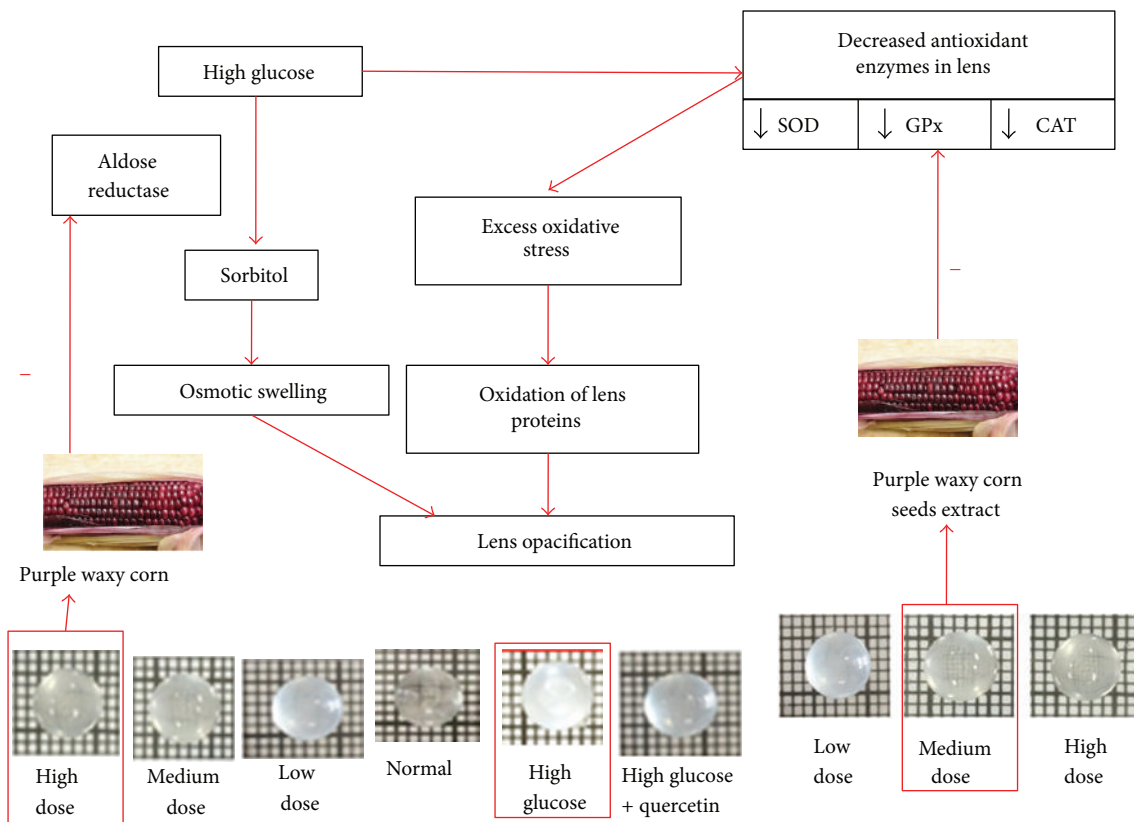 High glucose
Decreased antioxidant
enzymes in lens
↓ SOD
↓ GPx
↓ CAT
Aldose
reductase
Excess oxidative
stress
Sorbitol
−
−
Osmotic swelling
Oxidation of lens
proteins
Purple waxy corn
seeds extract
Lens opacification
Purple waxy corn
High
dose
Medium
dose
Low
dose
Normal
High
glucose
High glucose
+ quercetin
Low
dose
Medium
dose
High
dose